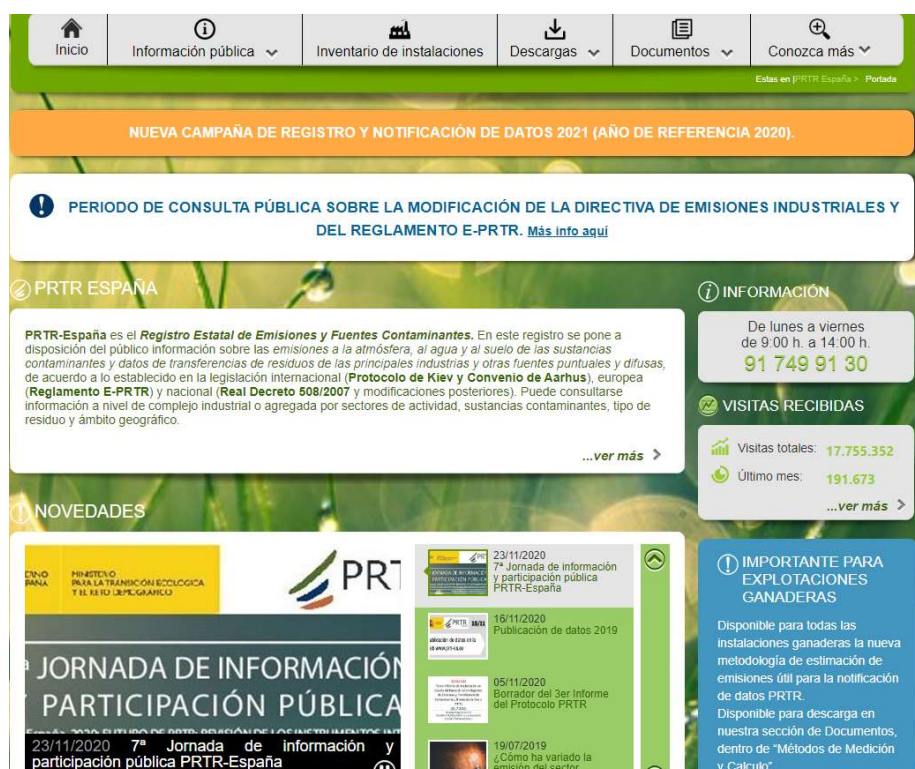 Inicio
Información pública
Inventario de instalaciones
Descargas
Documentos
Conozca más
Estas en |PRTR España > Portada
NUEVA CAMPAÑA DE REGISTRO Y NOTIFICACIÓN DE DATOS 2021 (AÑO DE REFERENCIA 2020).
PERIODO DE CONSULTA PÚBLICA SOBRE LA MODIFICACIÓN DE LA DIRECTIVA DE EMISIONES INDUSTRIALES Y
DEL REGLAMENTO E-PRTR. Más info aquí
PRTR ESPAÑA
PRTR-España es el Registro Estatal de Emisiones y Fuentes Contaminantes. En este registro se pone a
disposición del público información sobre las emisiones a la atmósfera, al agua y al suelo de las sustancias
contaminantes y datos de transferencias de residuos de las principales industrias y otras fuentes puntuales y difusas,
de acuerdo a lo establecido en la legislación internacional (Protocolo de Kiev y Convenio de Aarhus), europea
(Reglamento E-PRTR) y nacional (Real Decreto 508/2007 y modificaciones posteriores). Puede consultarse
información a nivel de complejo industrial o agregada por sectores de actividad, sustancias contaminantes, tipo de
residuo y ámbito geográfico.
...ver más
INFORMACIÓN
De lunes a viernes
de 9:00 h. a 14:00 h.
91 749 91 30
VISITAS RECIBIDAS
Visitas totales: 17.755.352
Último mes: 191.673
...ver más
NOVEDADES
MINISTERIO
PARA LA TRANSICIÓN ECOLÓGICA
Y EL RETO DEMOGRÁFICO
PRT
JORNADA DE INFORMACIÓN
PARTICIPACIÓN PÚBLICA
23/11/2020 7ª Jornada de información y
participación pública PRTR-España
23/11/2020
7ª Jornada de información
y participación pública
PRTR-España
16/11/2020
Publicación de datos 2019
05/11/2020
Borrador del 3er Informe
del Protocolo PRTR
19/07/2019
¿Cómo ha variado la
emisión del sector
IMPORTANTE PARA
EXPLOTACIONES
GANADERAS
Disponible para todas las
instalaciones ganaderas la nueva
metodología de estimación de
emisiones útil para la notificación
de datos PRTR.
Disponible para descarga en
nuestra sección de Documentos,
dentro de "Métodos de Medición
y Calculo"